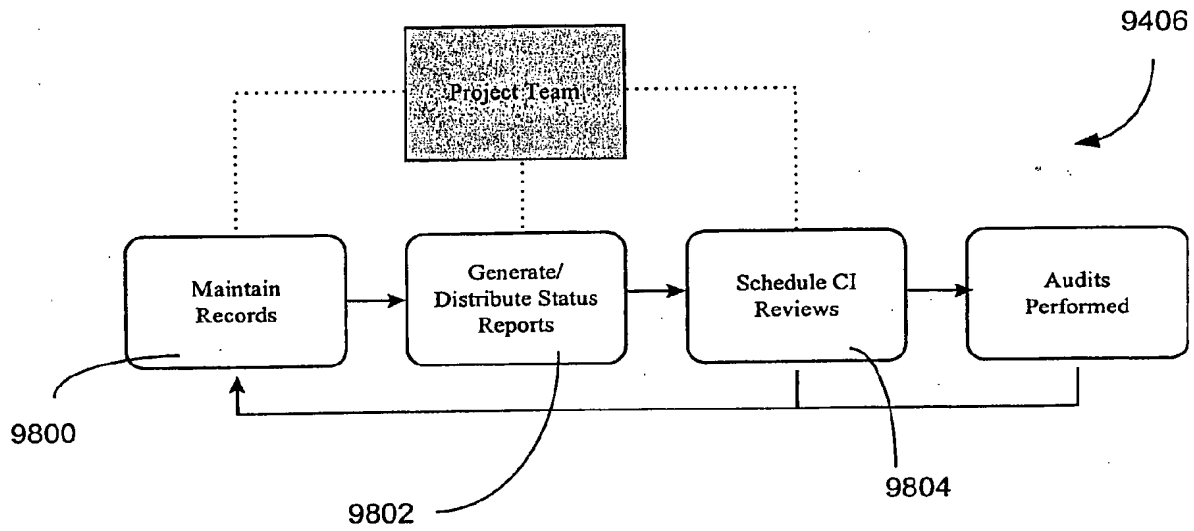 9406
Project Team
Maintain
Records
Generate/
Distribute Status
Reports
Schedule CI
Reviews
Audits
Performed
9800
9802
9804